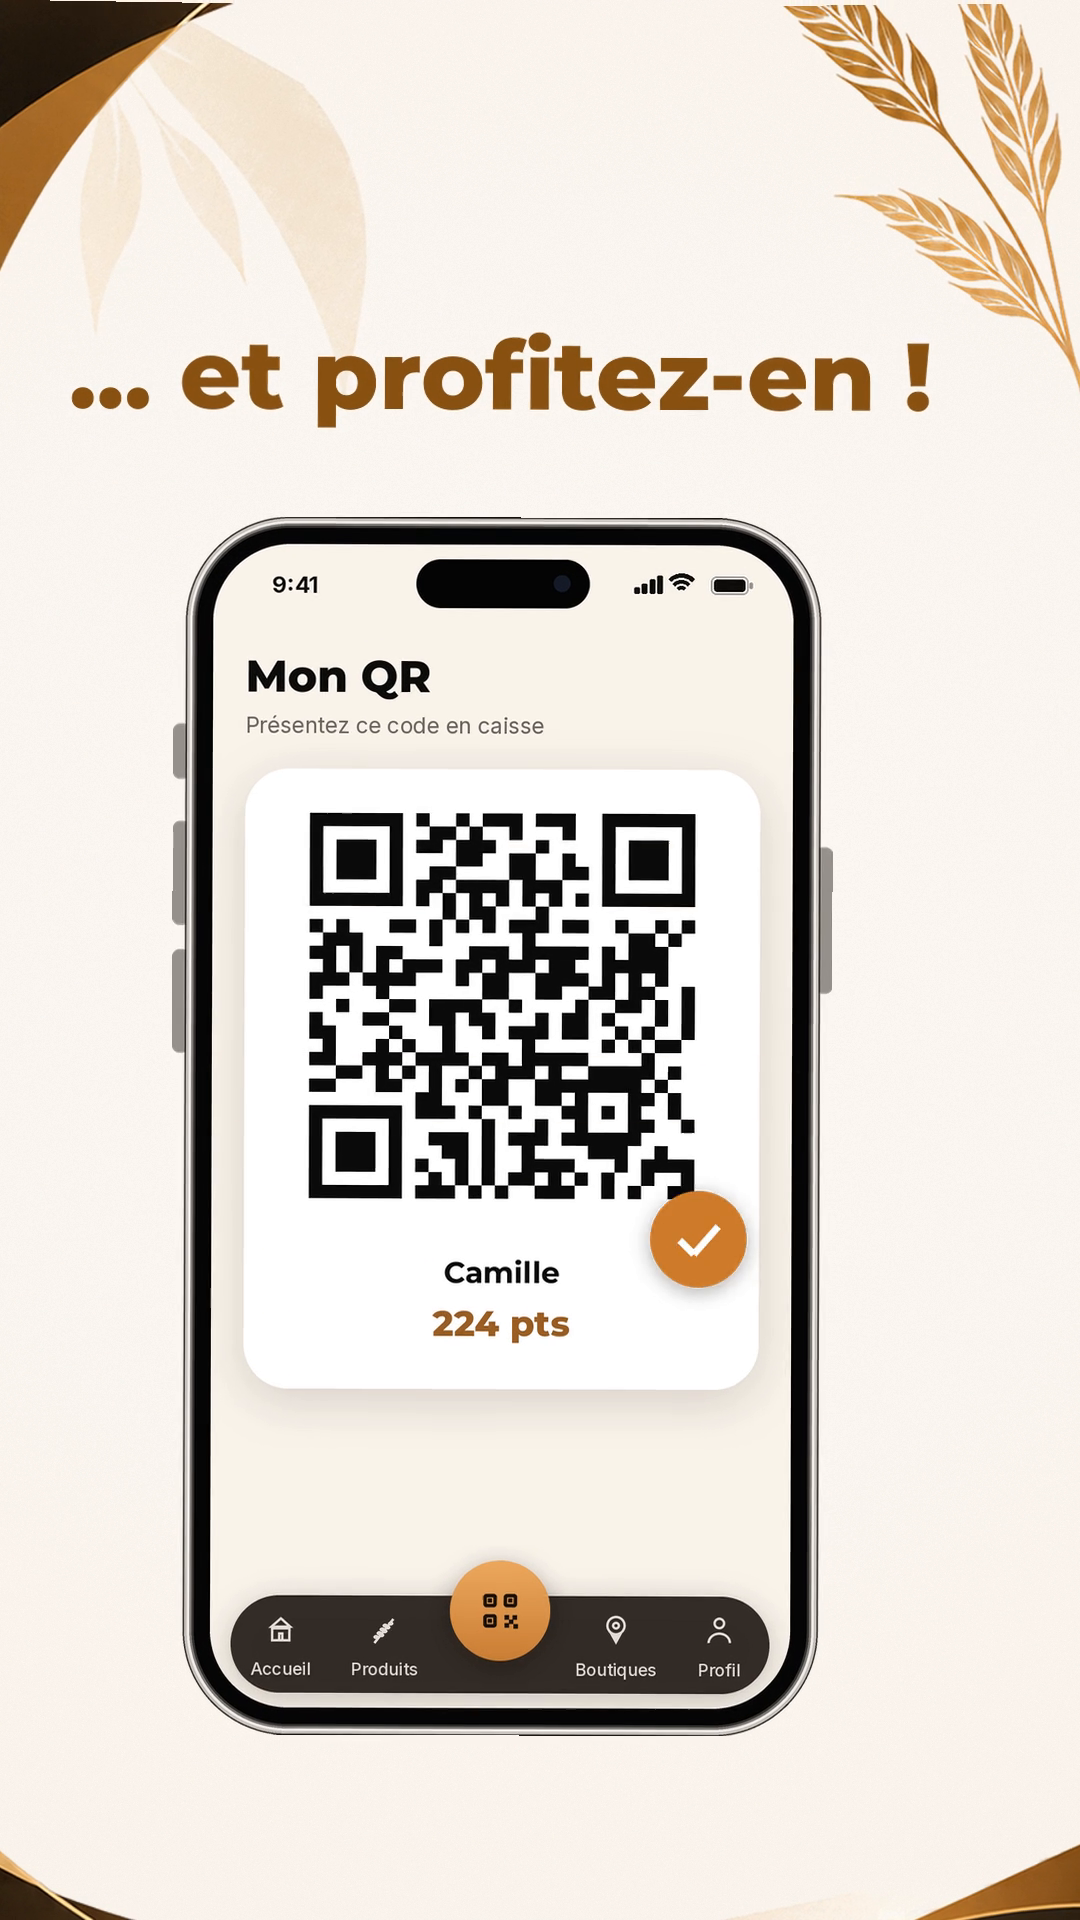 ... et profitez-en !
9:41
Mon QR
Présentez ce code en caisse
Camille
224 pts
Accueil
Produits
Boutiques
Profil